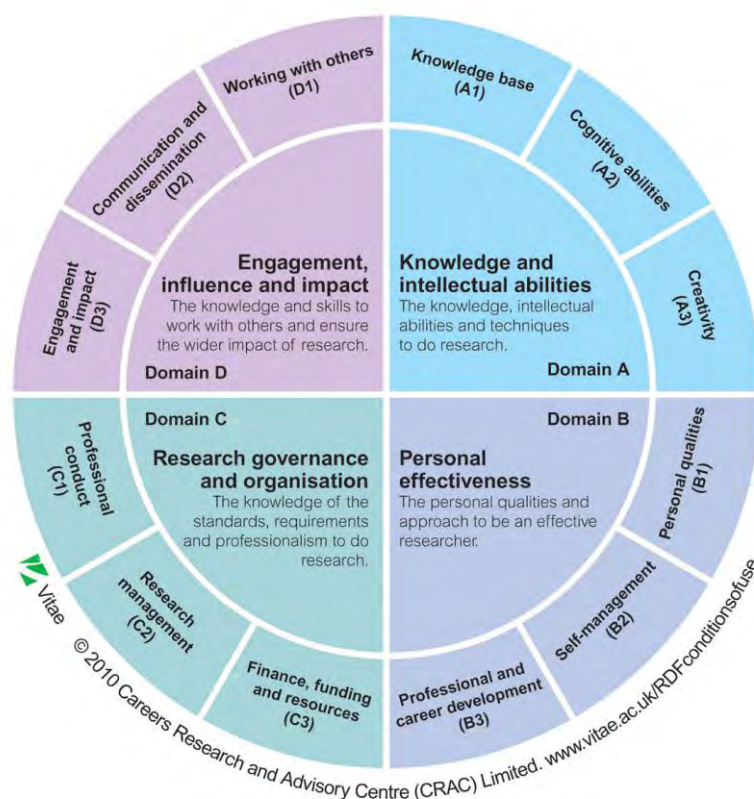 Working with others
(D1)
Knowledge base
(A1)
Communication and
dissemination
(D2)
Cognitive abilities
(A2)
Engagement
and impact
(D3)
Creativity
(A3)
Engagement,
influence and impact
The knowledge and skills to
work with others and ensure
the wider impact of research.
Domain D
Knowledge and
intellectual abilities
The knowledge, intellectual
abilities and techniques
to do research.
Domain A
Domain C
Research governance
and organisation
The knowledge of the
standards, requirements
and professionalism to do
research.
Domain B
Personal
effectiveness
The personal qualities and
approach to be an effective
researcher.
Professional
conduct
(C1)
Personal qualities
(B1)
Research
management
(C2)
Self-management
(B2)
Finance, funding
and resources
(C3)
Professional and
career development
(B3)
Vitae
© 2010 Careers Research and Advisory Centre (CRAC) Limited. www.vitae.ac.uk/RDFconditionsofuse